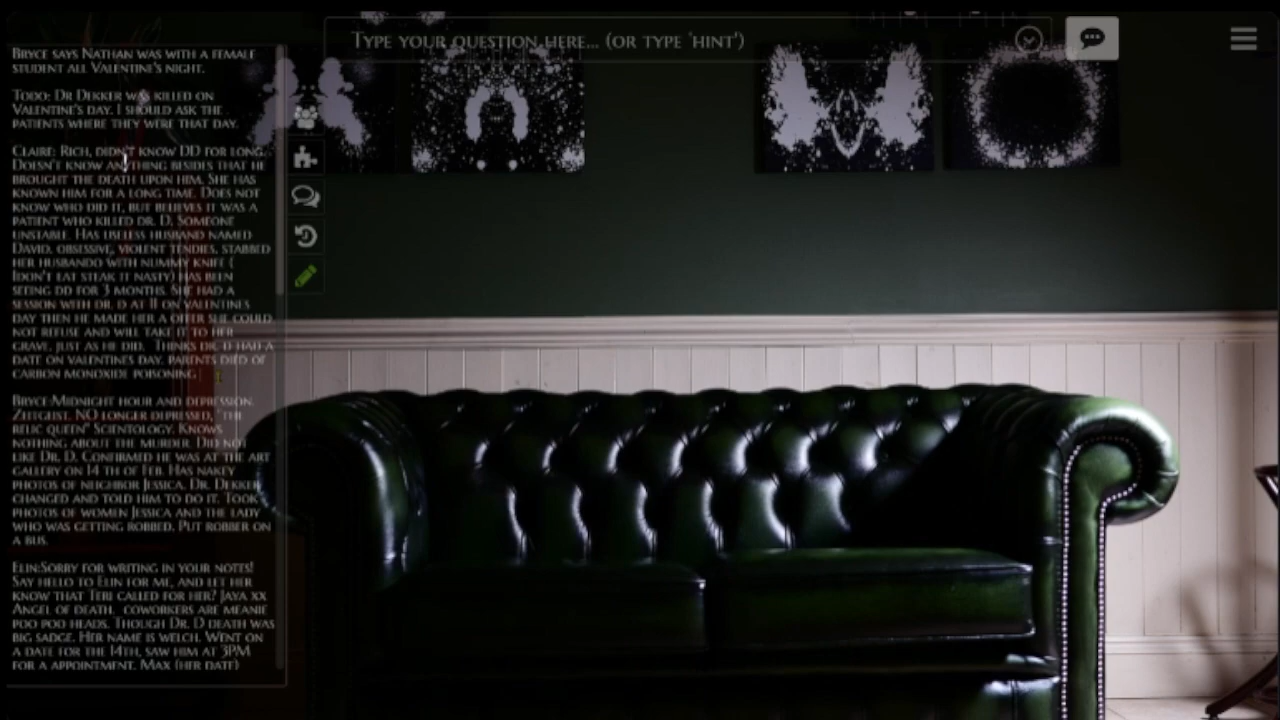 Type your question here... (or type 'hint')
Bryce says Nathan was with a female
student all Valentine's night.
Todo: Dr Dekker was killed on
Valentine's day. I should ask the
patients where they were that day.
Claire: Rich, didn't know DD for long.
Doesn't know anything besides that he
brought the death upon him. She has
known him for a long time. Does not
know who did it, but believes it was a
patient who killed Dr. D. Someone
unstable. Has useless husband named
David. obsessive, violent tendies, stabbed
her husbando with nummy knife (
Idon't eat steak it nasty) has been
seeing DD for 3 months. She had a
session with Dr. D at 11 on valentines
day then he made her a offer she could
not refuse and will take it to her
grave. just as he did. Thinks Dr. D had a
date on valentines day. parents died of
carbon monoxide poisoning
Bryce:Midnight hour and depression.
Zeitgeist. NO longer depressed, "the
relic queen" Scientology. Knows
nothing about the murder. Did not
like Dr. D. Confirmed he was at the art
gallery on 14 th of Feb. Has nakey
photos of neighbor Jessica. Dr. Dekker
changed and told him to do it. Took
photos of women Jessica and the lady
who was getting robbed. Put robber on
a bus.
Elin:Sorry for writing in your notes!
Say hello to Elin for me, and let her
know that Teri called for her? Jaya xx
Angel of death. coworkers are meanie
poo poo heads. Though Dr. D death was
big sadge. Her name is Welch. Went on
a date for the 14th, saw him at 3PM
for a appointment. Max (her date)